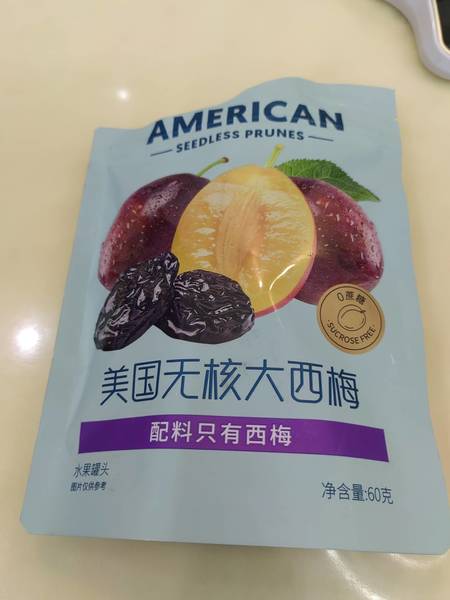 AMERICAN
SEEDLESS PRUNES
0蔗糖
SUCROSE FREE
美国无核大西梅
配料只有西梅
水果罐头
图片仅供参考
净含量:60克